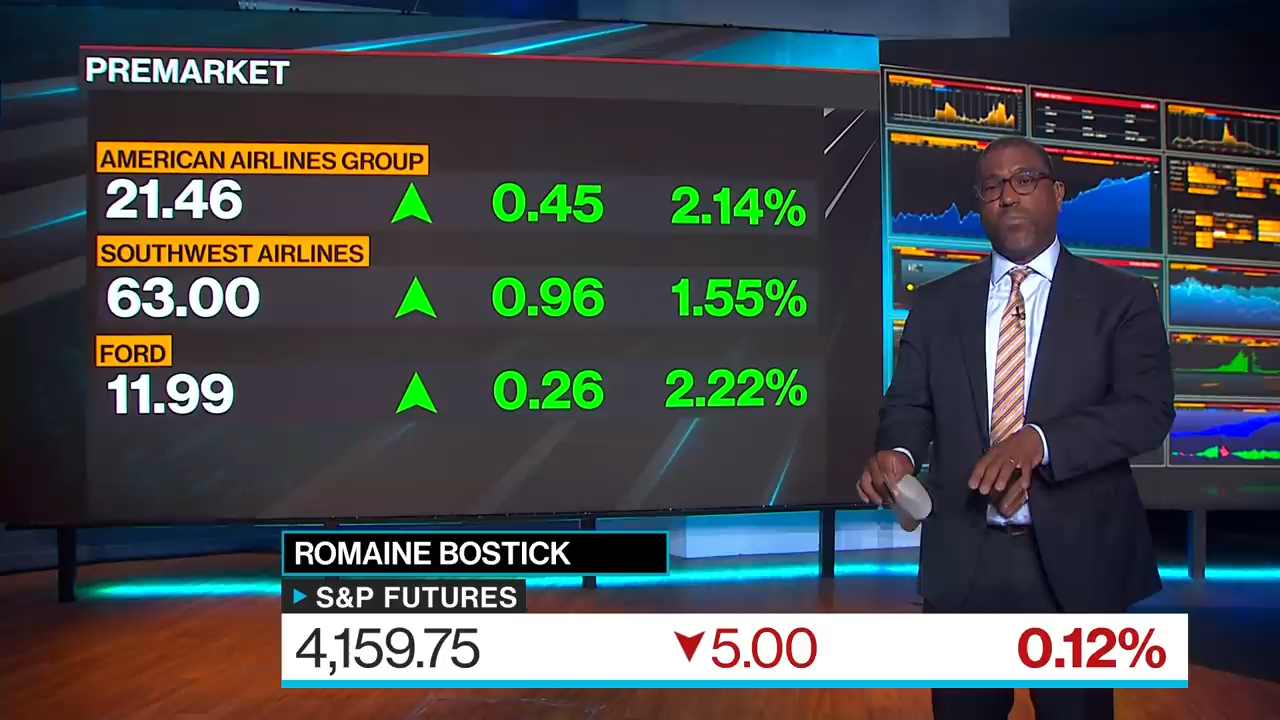 PREMARKET
AMERICAN AIRLINES GROUP
21.46 0.45 2.14%
SOUTHWEST AIRLINES
63.00 0.96 1.55%
FORD
11.99 0.26 2.22%
ROMAINE BOSTICK
S&P FUTURES
4,159.75 5.00 0.12%